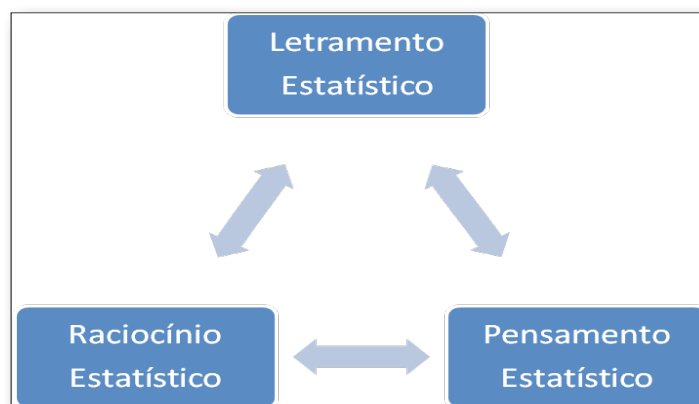 Letramento
Estatístico
Raciocínio
Estatístico
Pensamento
Estatístico